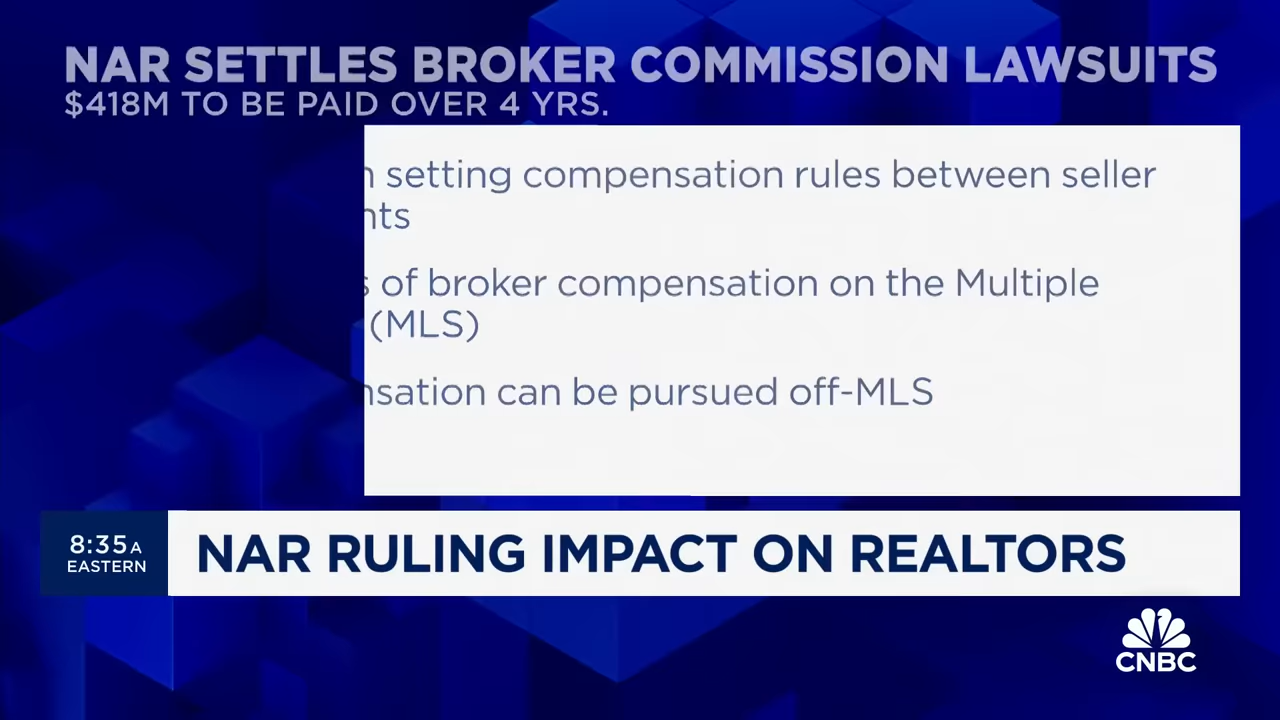 NAR SETTLES BROKER COMMISSION LAWSUITS
$418M TO BE PAID OVER 4 YRS.
setting compensation rules between seller
of broker compensation on the Multiple
(MLS)
can be pursued off-MLS
8:35A
EASTERN
NAR RULING IMPACT ON REALTORS
CNBC